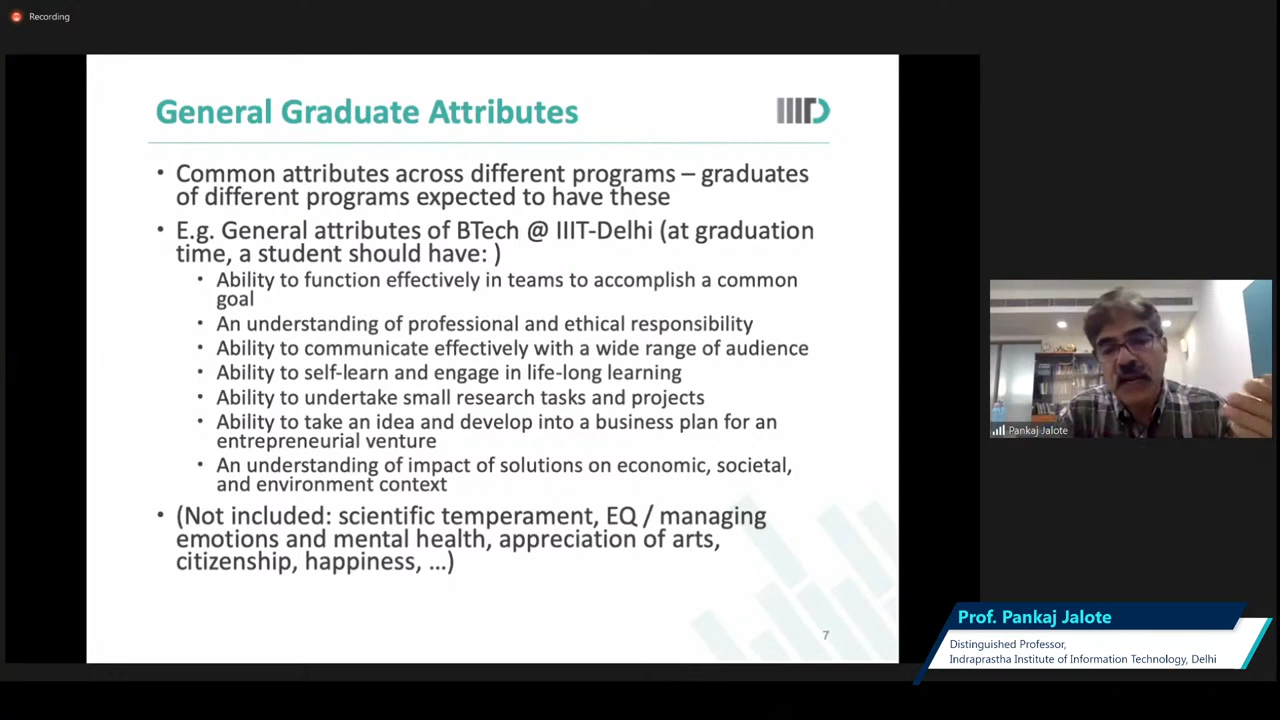 Recording
General Graduate Attributes
IIITD
• Common attributes across different programs – graduates
of different programs expected to have these
• E.g. General attributes of BTech @ IIIT-Delhi (at graduation
time, a student should have: )
• Ability to function effectively in teams to accomplish a common
goal
• An understanding of professional and ethical responsibility
• Ability to communicate effectively with a wide range of audience
• Ability to self-learn and engage in life-long learning
• Ability to undertake small research tasks and projects
• Ability to take an idea and develop into a business plan for an
entrepreneurial venture
• An understanding of impact of solutions on economic, societal,
and environment context
• (Not included: scientific temperament, EQ / managing
emotions and mental health, appreciation of arts,
citizenship, happiness, …)
7
Pankaj Jalote
Prof. Pankaj Jalote
Distinguished Professor,
Indraprastha Institute of Information Technology, Delhi